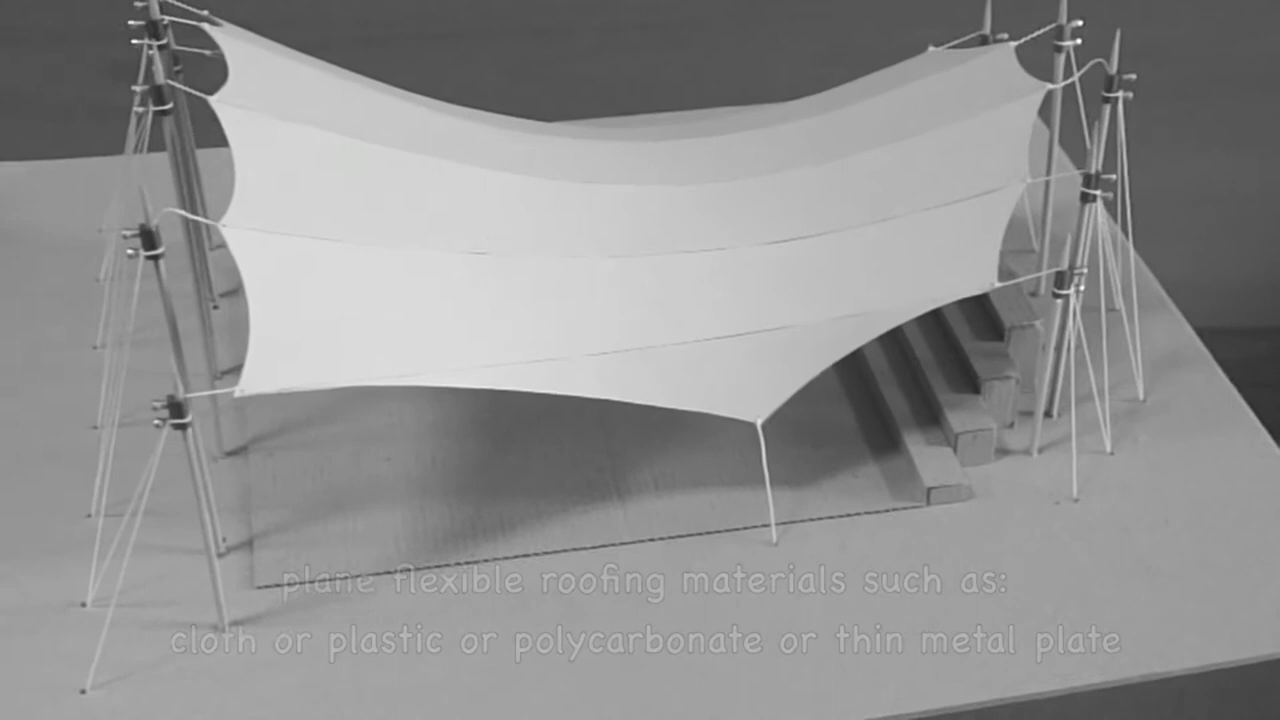 plane flexible roofing materials such as:
cloth or plastic or polycarbonate or thin metal plate